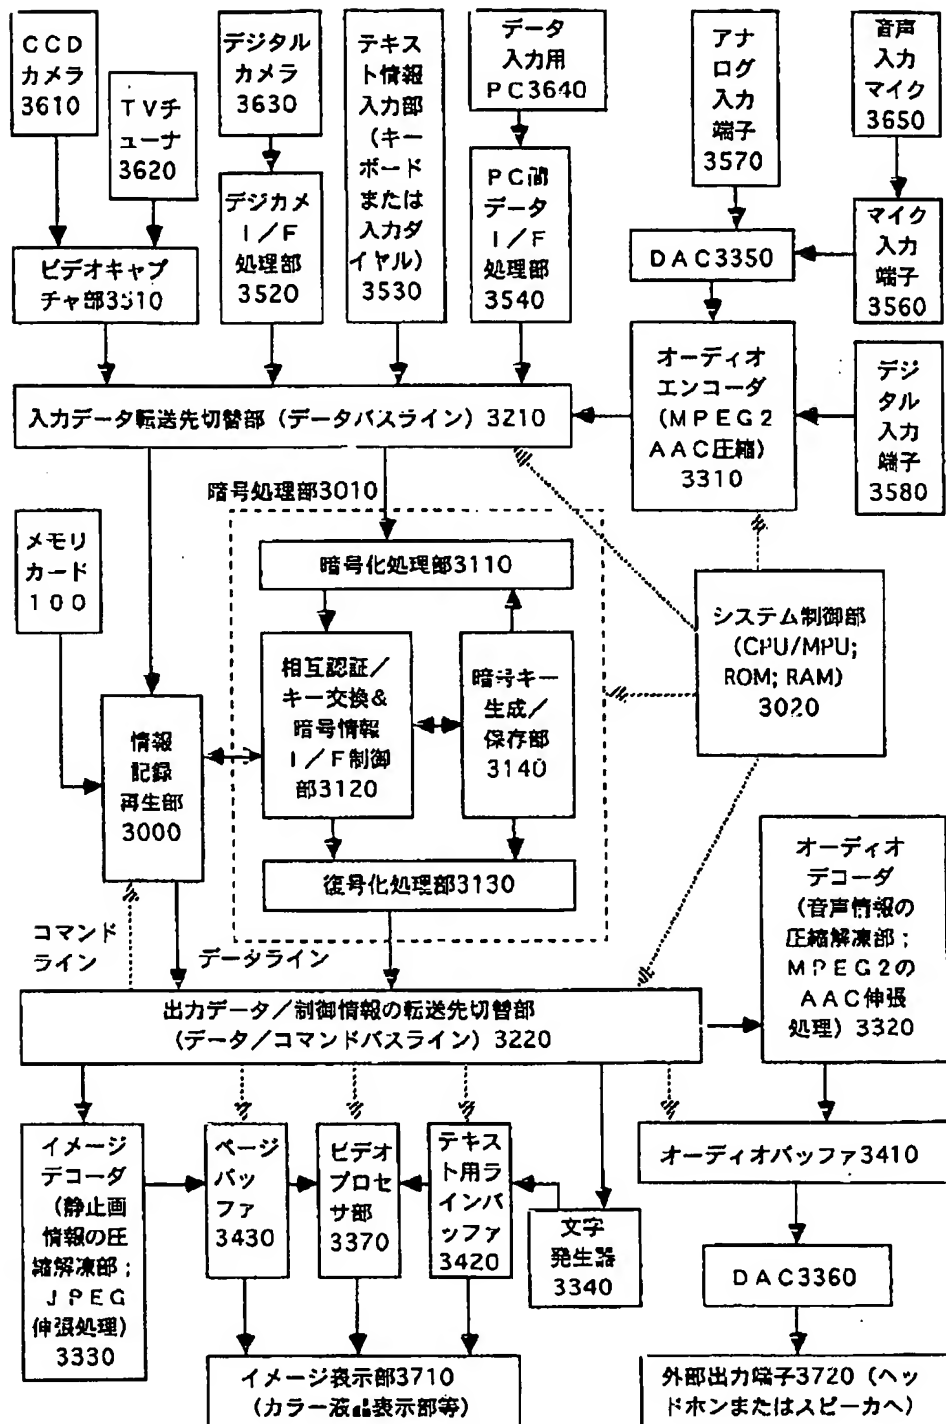 CCD
カメラ
3610
TVチ
ューナ
3620
デジタル
カメラ
3630
テキス
ト情報
入力部
(キー
ボード
または
入力ダ
イヤル)
3530
データ
入力用
PC3640
アナ
ログ
入力
端子
3570
音声
入力
マイク
3650
デジカメ
I/F
処理部
3520
PC間
データ
I/F
処理部
3540
マイク
入力
端子
3560
DAC3350
ビデオキャプ
チャ部3510
オーディオ
エンコーダ
(MPEG2
AAC圧縮)
3310
デジ
タル
入力
端子
3580
入力データ転送先切替部(データバスライン)3210
暗号処理部3010
メモリ
カード
100
暗号化処理部3110
システム制御部
(CPU/MPU;
ROM; RAM)
3020
相互認証/
キー交換&
暗号情報
I/F制御
部3120
暗号キー
生成/
保存部
3140
情報
記録
再生部
3000
復号化処理部3130
オーディオ
デコーダ
(音声情報の
圧縮解凍部;
MPEG2の
AAC伸張
処理)3320
コマンド
ライン
データライン
出力データ/制御情報の転送先切替部
(データ/コマンドバスライン)3220
イメージ
デコーダ
(静止画
情報の圧
縮解凍部;
JPEG
伸張処理)
3330
ページ
バッ
ファ
3430
ビデオ
プロセ
サ部
3370
テキス
ト用ラ
インバ
ッファ
3420
文字
発生器
3340
オーディオバッファ3410
DAC3360
イメージ表示部3710
(カラー液晶表示部等)
外部出力端子3720(ヘッ
ドホンまたはスピーカへ)